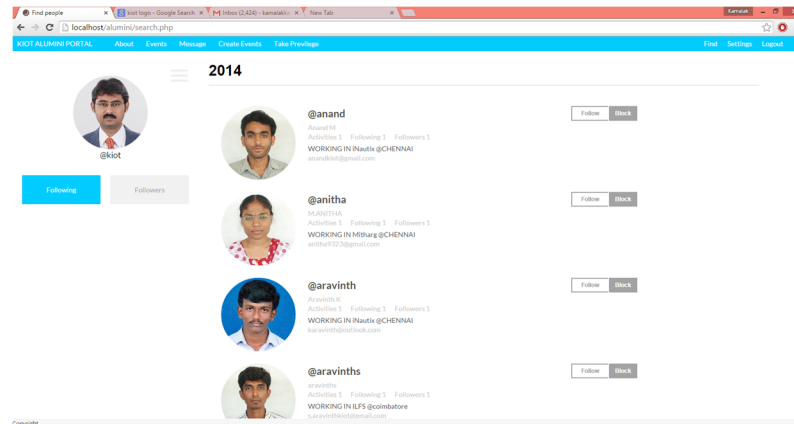 Find people
kiot logo - Google Search
Inbox (2,424) - kamalakka
New Tab
Kamalak
localhost/alumini/search.php
KIOT ALUMINI PORTAL About Events Message Create Events Take Previlege Find Settings Logout
2014
@kiot
Following Followers
@anand
Anand M
Activities 1 Following 1 Followers 1
WORKING IN iNautix @CHENNAI
anandkiot@gmail.com
Follow Block
@anitha
M.ANITHA
Activities 1 Following 1 Followers 1
WORKING IN Mitharg @CHENNAI
anitha9323@gmail.com
Follow Block
@aravinth
Aravinth K
Activities 1 Following 1 Followers 1
WORKING IN iNautix @CHENNAI
karavinth@outlook.com
Follow Block
@aravinths
aravinths
Activities 1 Following 1 Followers 1
WORKING IN ILFS @coimbatore
s.aravinthkiot@gmail.com
Follow Block
Copyright